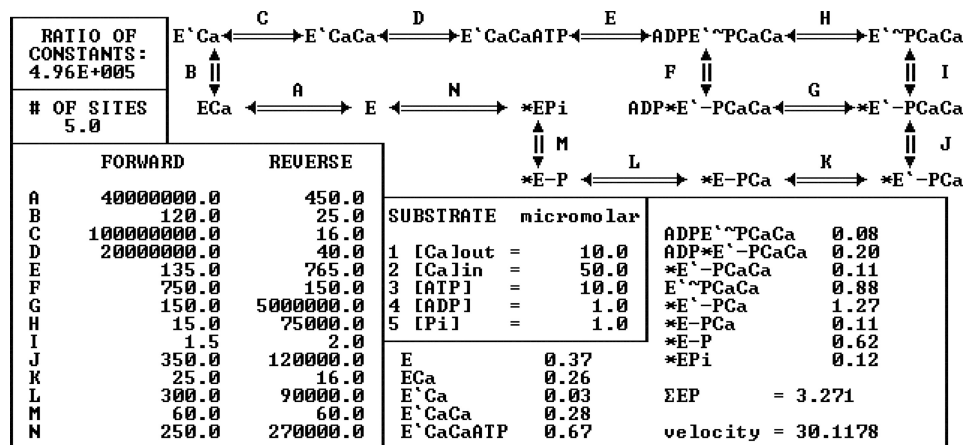 C D E H
RATIO OF CONSTANTS: 4.96E+005
E`Ca E`CaCa E`CaCaATP ADPE`~PCaCa E`~PCaCa
B F I
A N G
# OF SITES 5.0
ECa E *EPi ADP*E`-PCaCa *E`-PCaCa
M J
L K
*E-P *E-PCa *E`-PCa
FORWARD REVERSE
A 40000000.0 450.0
B 120.0 25.0
C 100000000.0 16.0
D 20000000.0 40.0
E 135.0 765.0
F 750.0 150.0
G 150.0 5000000.0
H 15.0 75000.0
I 1.5 2.0
J 350.0 120000.0
K 25.0 16.0
L 300.0 90000.0
M 60.0 60.0
N 250.0 270000.0
SUBSTRATE micromolar
1 [Ca]out = 10.0
2 [Ca]in = 50.0
3 [ATP] = 10.0
4 [ADP] = 1.0
5 [Pi] = 1.0
E 0.37
ECa 0.26
E`Ca 0.03
E`CaCa 0.28
E`CaCaATP 0.67
ADPE`~PCaCa 0.08
ADP*E`-PCaCa 0.20
*E`-PCaCa 0.11
E`~PCaCa 0.88
*E`-PCa 1.27
*E-PCa 0.11
*E-P 0.62
*EPi 0.12
ΣEP = 3.271
velocity = 30.1178